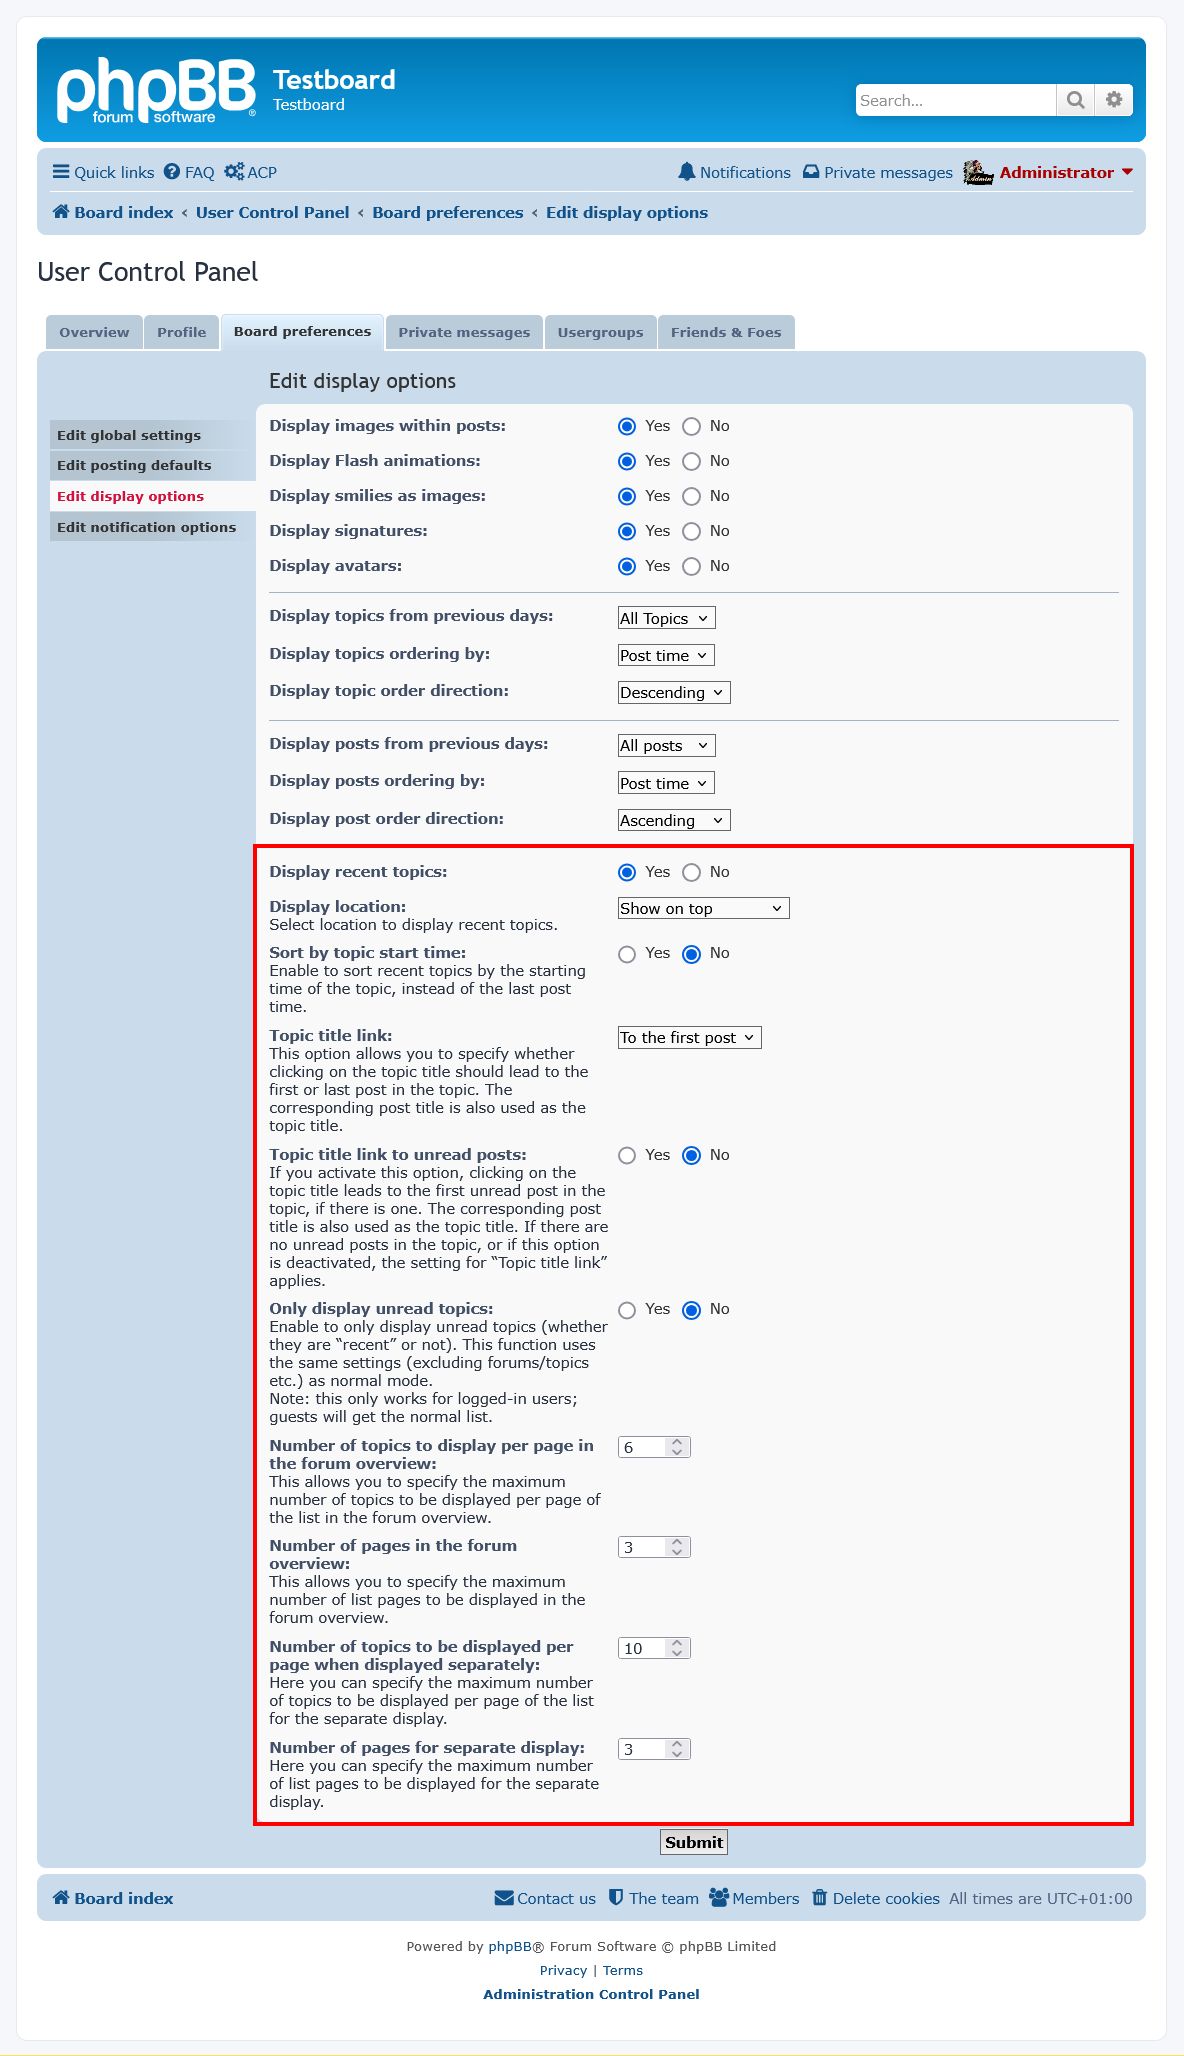 phpBB
forum software ®
Testboard
Testboard
Search...
Quick links FAQ ACP Notifications Private messages Administrator
Board index ‹ User Control Panel ‹ Board preferences ‹ Edit display options
User Control Panel
Overview Profile Board preferences Private messages Usergroups Friends & Foes
Edit global settings
Edit posting defaults
Edit display options
Edit notification options
Edit display options
Display images within posts: Yes No
Display Flash animations: Yes No
Display smilies as images: Yes No
Display signatures: Yes No
Display avatars: Yes No
Display topics from previous days: All Topics
Display topics ordering by: Post time
Display topic order direction: Descending
Display posts from previous days: All posts
Display posts ordering by: Post time
Display post order direction: Ascending
Display recent topics: Yes No
Display location: Show on top
Select location to display recent topics.
Sort by topic start time: Yes No
Enable to sort recent topics by the starting
time of the topic, instead of the last post
time.
Topic title link: To the first post
This option allows you to specify whether
clicking on the topic title should lead to the
first or last post in the topic. The
corresponding post title is also used as the
topic title.
Topic title link to unread posts: Yes No
If you activate this option, clicking on the
topic title leads to the first unread post in the
topic, if there is one. The corresponding post
title is also used as the topic title. If there are
no unread posts in the topic, or if this option
is deactivated, the setting for “Topic title link”
applies.
Only display unread topics: Yes No
Enable to only display unread topics (whether
they are “recent” or not). This function uses
the same settings (excluding forums/topics
etc.) as normal mode.
Note: this only works for logged-in users;
guests will get the normal list.
Number of topics to display per page in 6
the forum overview:
This allows you to specify the maximum
number of topics to be displayed per page of
the list in the forum overview.
Number of pages in the forum 3
overview:
This allows you to specify the maximum
number of list pages to be displayed in the
forum overview.
Number of topics to be displayed per 10
page when displayed separately:
Here you can specify the maximum number
of topics to be displayed per page of the list
for the separate display.
Number of pages for separate display: 3
Here you can specify the maximum number
of list pages to be displayed for the separate
display.
Submit
Board index Contact us The team Members Delete cookies All times are UTC+01:00
Powered by phpBB® Forum Software © phpBB Limited
Privacy | Terms
Administration Control Panel